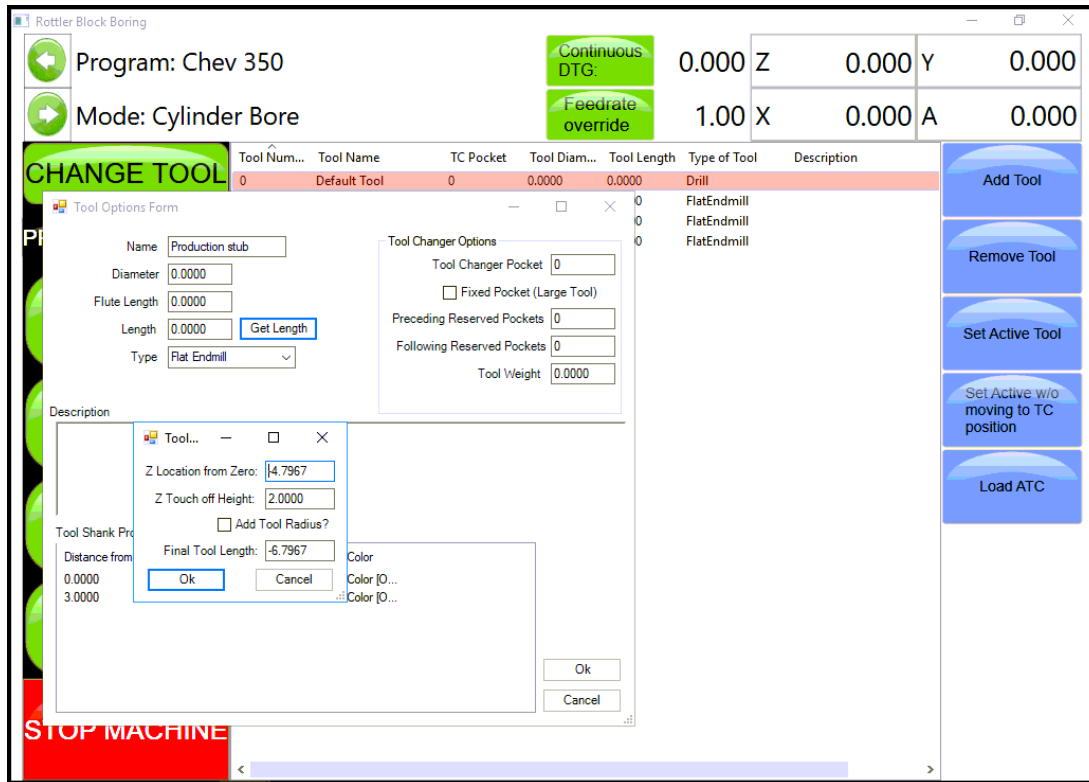 Rottler Block Boring
Program: Chev 350
Continuous DTG:
0.000 Z 0.000 Y 0.000
Mode: Cylinder Bore
Feedrate override
1.00 X 0.000 A 0.000
CHANGE TOOL
Tool Num... Tool Name TC Pocket Tool Diam... Tool Length Type of Tool Description
0 Default Tool 0 0.0000 0.0000 Drill
0 FlatEndmill
0 FlatEndmill
0 FlatEndmill
Add Tool
Remove Tool
Set Active Tool
Set Active w/o
moving to TC
position
Load ATC
Tool Options Form
Name Production stub
Diameter 0.0000
Flute Length 0.0000
Length 0.0000 Get Length
Type Flat Endmill
Tool Changer Options
Tool Changer Pocket 0
Fixed Pocket (Large Tool)
Preceding Reserved Pockets 0
Following Reserved Pockets 0
Tool Weight 0.0000
Description
Tool...
Z Location from Zero: -4.7967
Z Touch off Height: 2.0000
Add Tool Radius?
Final Tool Length: -6.7967
Ok Cancel
Tool Shank Pro
Distance from Color
0.0000 Color [O...
3.0000 Color [O...
Ok
Cancel
STOP MACHINE